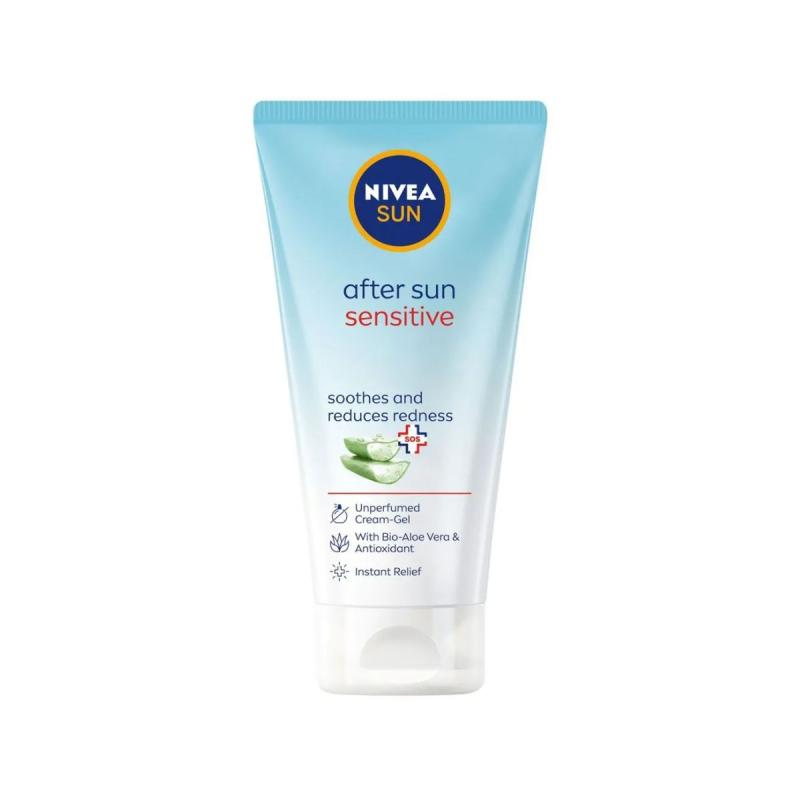 NIVEA
SUN
after sun
sensitive
soothes and
reduces redness
SOS
Unperfumed
Cream-Gel
With Bio-Aloe Vera &
Antioxidant
Instant Relief